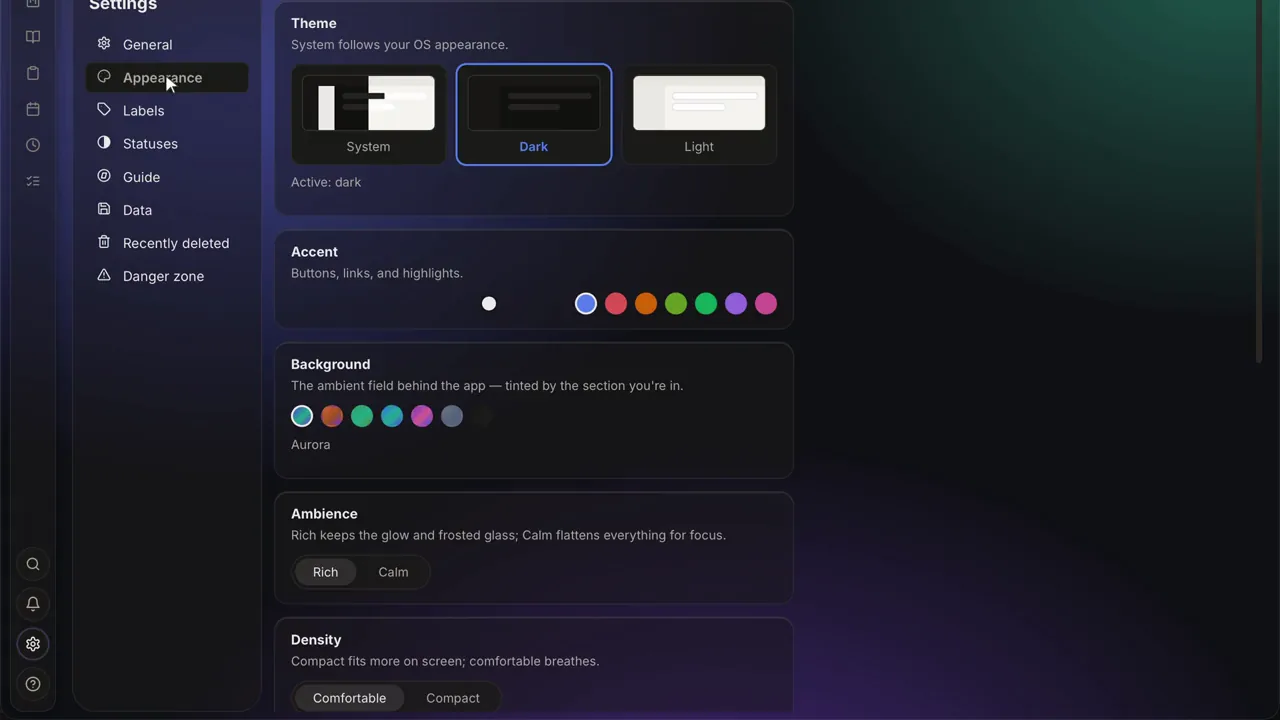 Settings
General
Appearance
Labels
Statuses
Guide
Data
Recently deleted
Danger zone
Theme
System follows your OS appearance.
System
Dark
Light
Active: dark
Accent
Buttons, links, and highlights.
Background
The ambient field behind the app — tinted by the section you're in.
Aurora
Ambience
Rich keeps the glow and frosted glass; Calm flattens everything for focus.
Rich
Calm
Density
Compact fits more on screen; comfortable breathes.
Comfortable
Compact